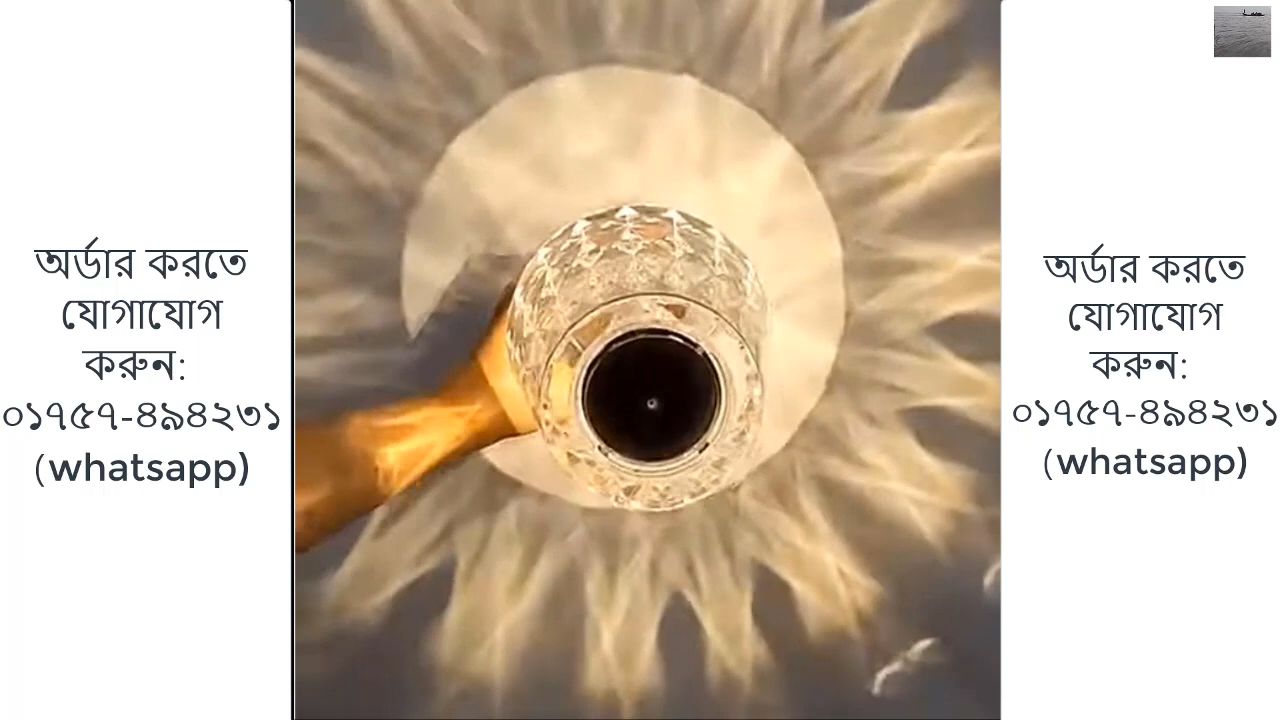 অর্ডার করতে
যোগাযোগ
করুন:
০১৭৫৭-৪৯৪২৩১
(whatsapp)
অর্ডার করতে
যোগাযোগ
করুন:
০১৭৫৭-৪৯৪২৩১
(whatsapp)